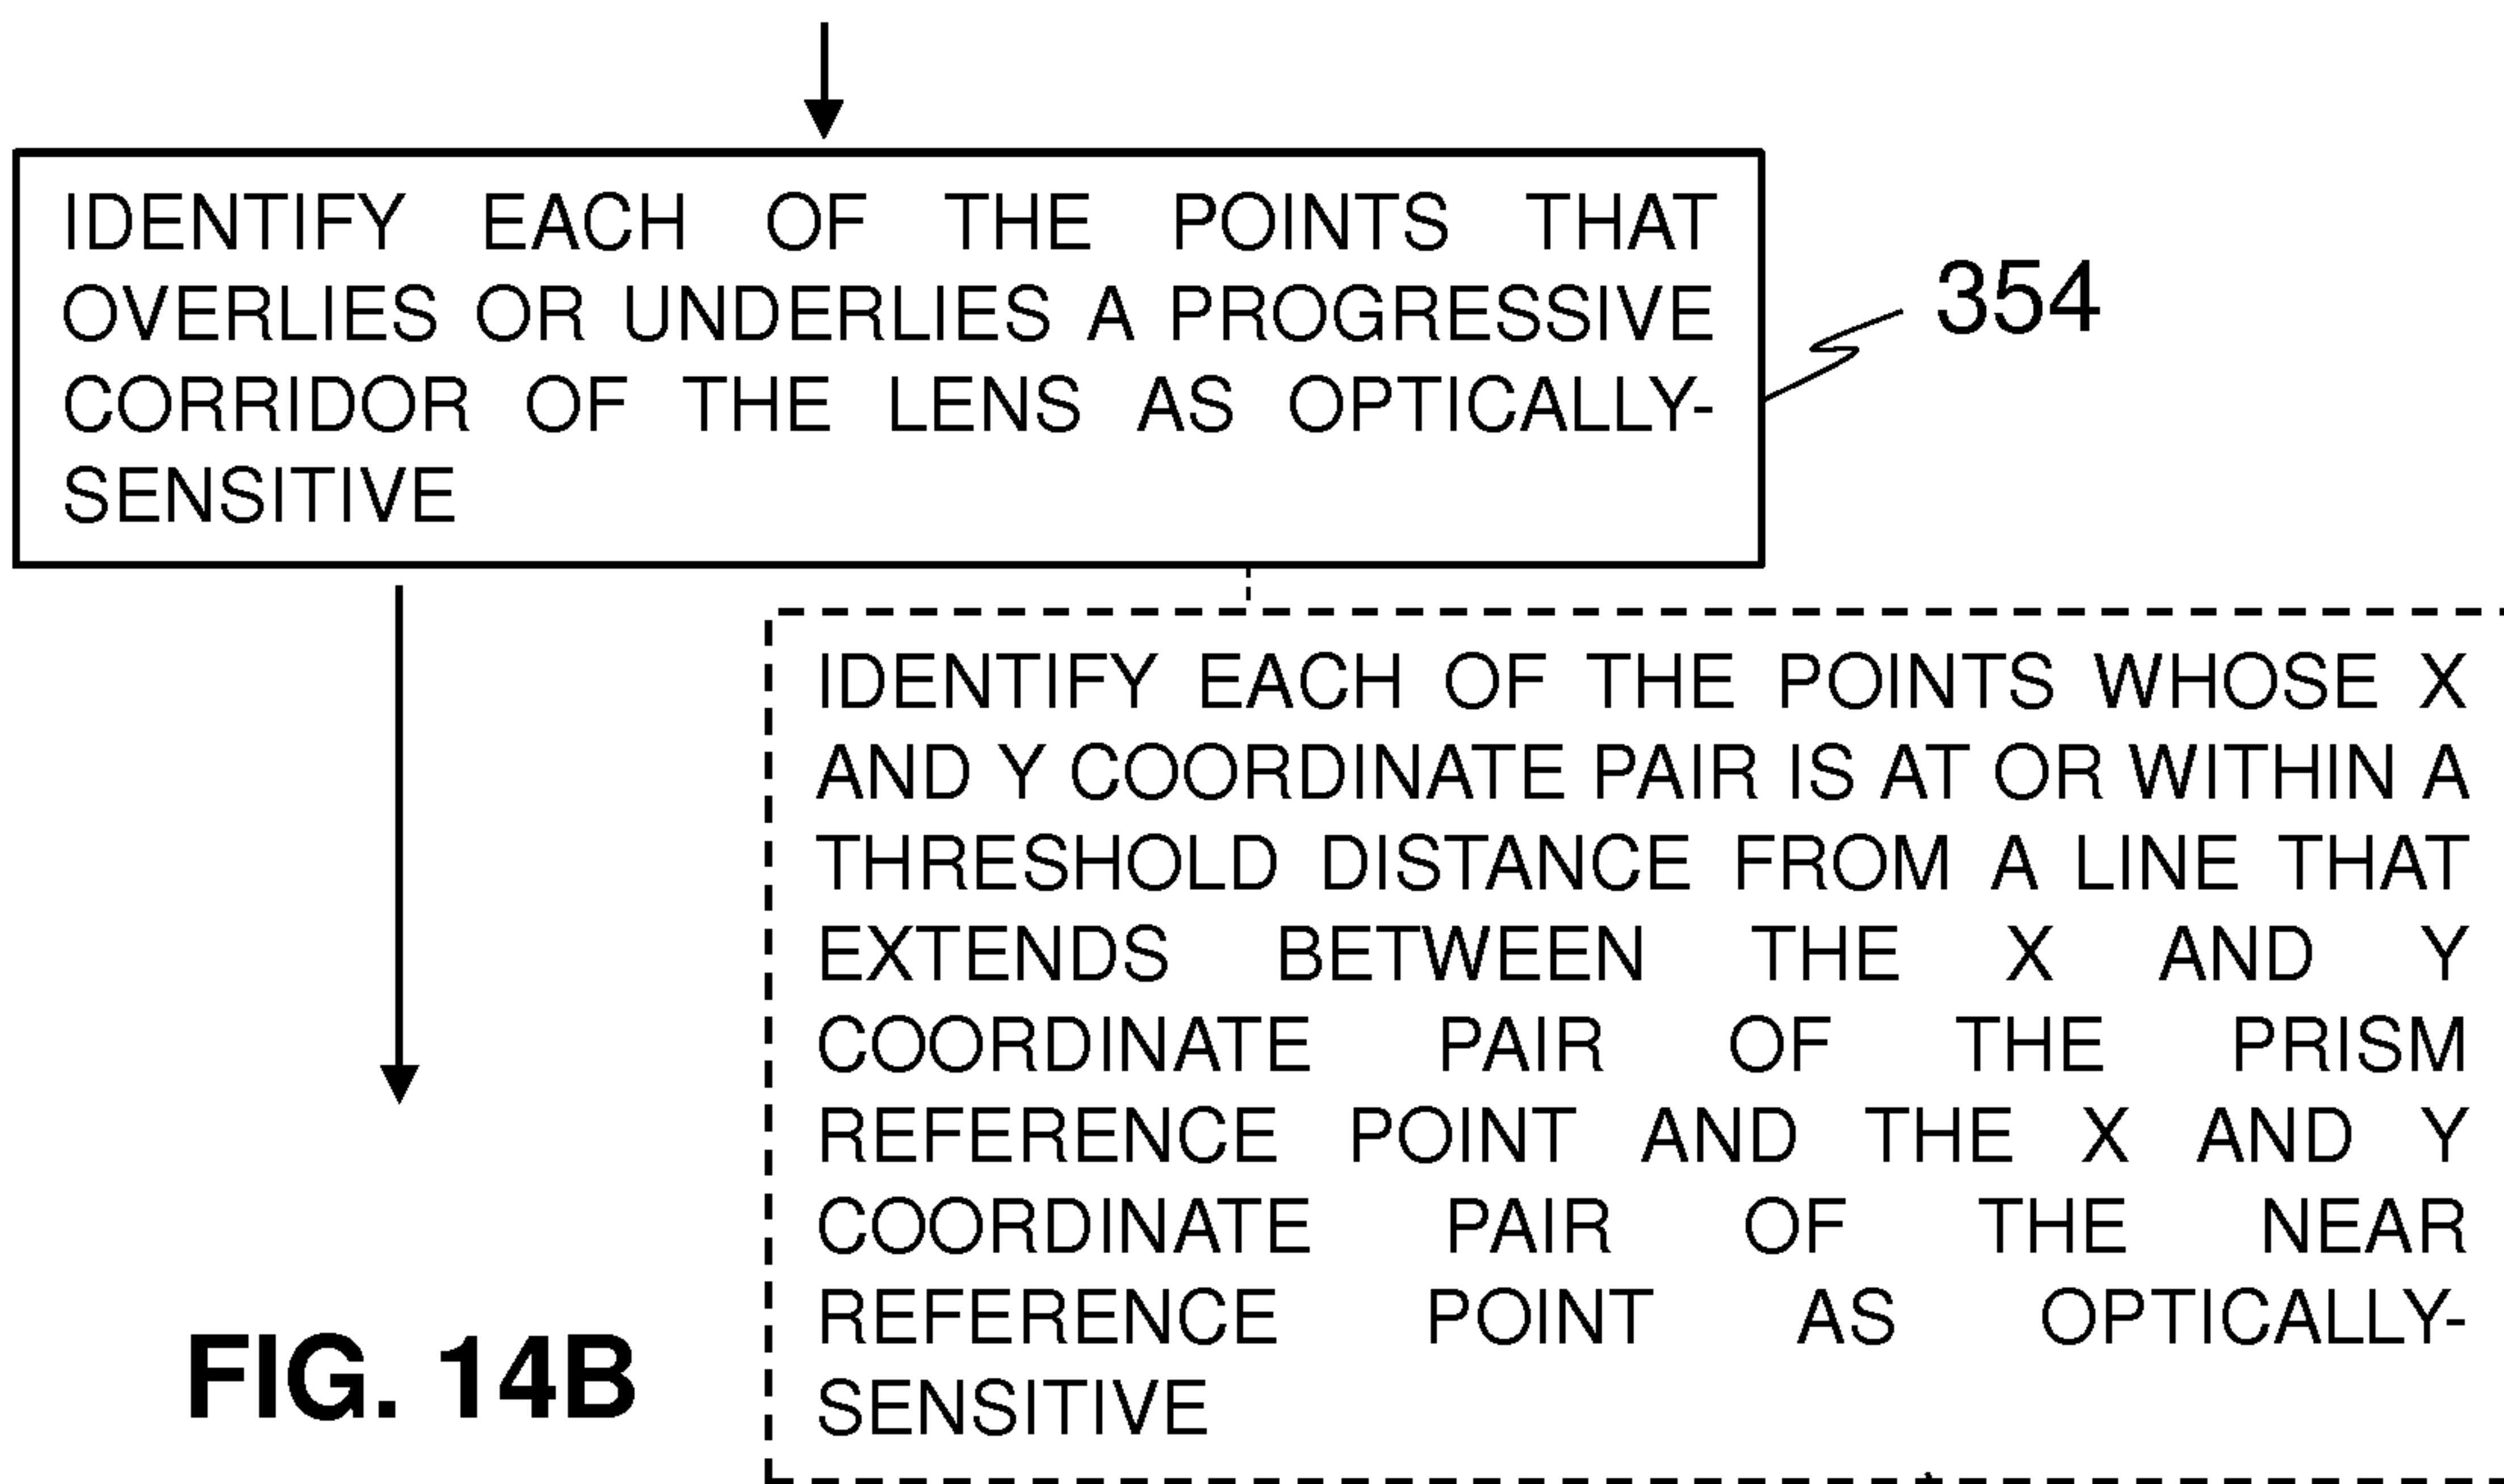 IDENTIFY EACH OF THE POINTS THAT
OVERLIES OR UNDERLIES A PROGRESSIVE
CORRIDOR OF THE LENS AS OPTICALLY-
SENSITIVE
354
IDENTIFY EACH OF THE POINTS WHOSE X
AND Y COORDINATE PAIR IS AT OR WITHIN A
THRESHOLD DISTANCE FROM A LINE THAT
EXTENDS BETWEEN THE X AND Y
COORDINATE PAIR OF THE PRISM
REFERENCE POINT AND THE X AND Y
COORDINATE PAIR OF THE NEAR
REFERENCE POINT AS OPTICALLY-
SENSITIVE
FIG. 14B